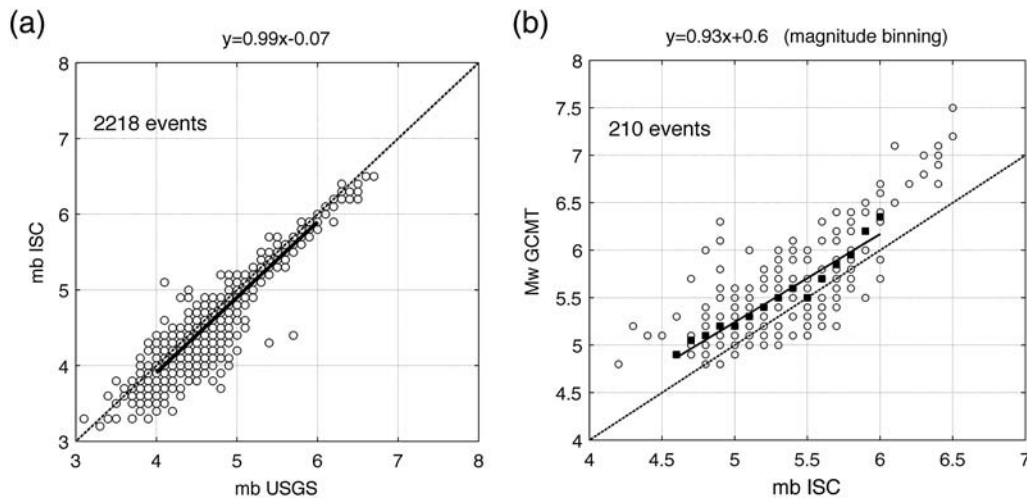 (a)
y=0.99x-0.07
2218 events
8
7
6
5
4
3
3 4 5 6 7 8
mb ISC
mb USGS
(b)
y=0.93x+0.6 (magnitude binning)
210 events
8
7.5
7
6.5
6
5.5
5
4.5
4
4 4.5 5 5.5 6 6.5 7
Mw GCMT
mb ISC